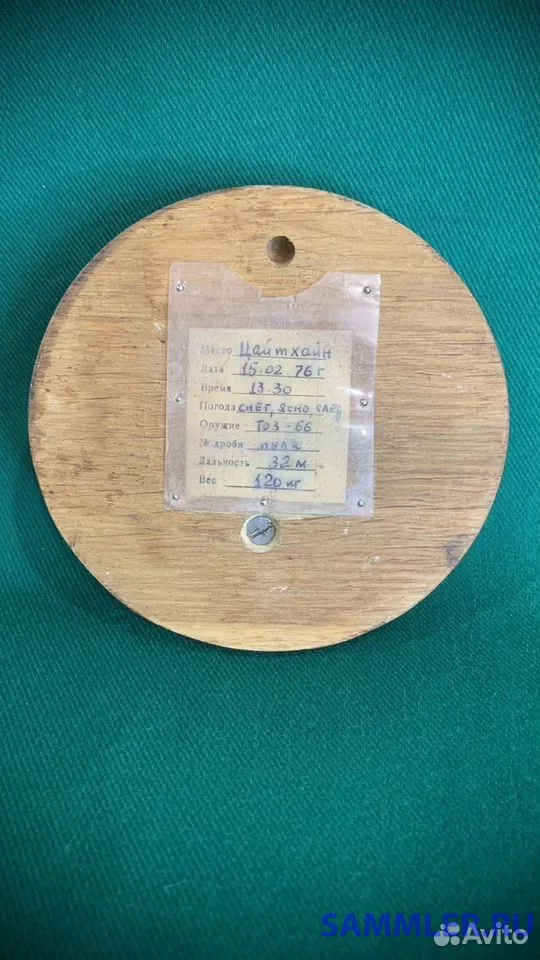 Место Цайтхайн
Дата 15.02 76 г
Время 13.30
Погода снег, ясно, след
Оружие ТОЗ-66
№ дроби пуля
Дальность 32 м
Вес 120 кг
SAMMLER.RU
Avito